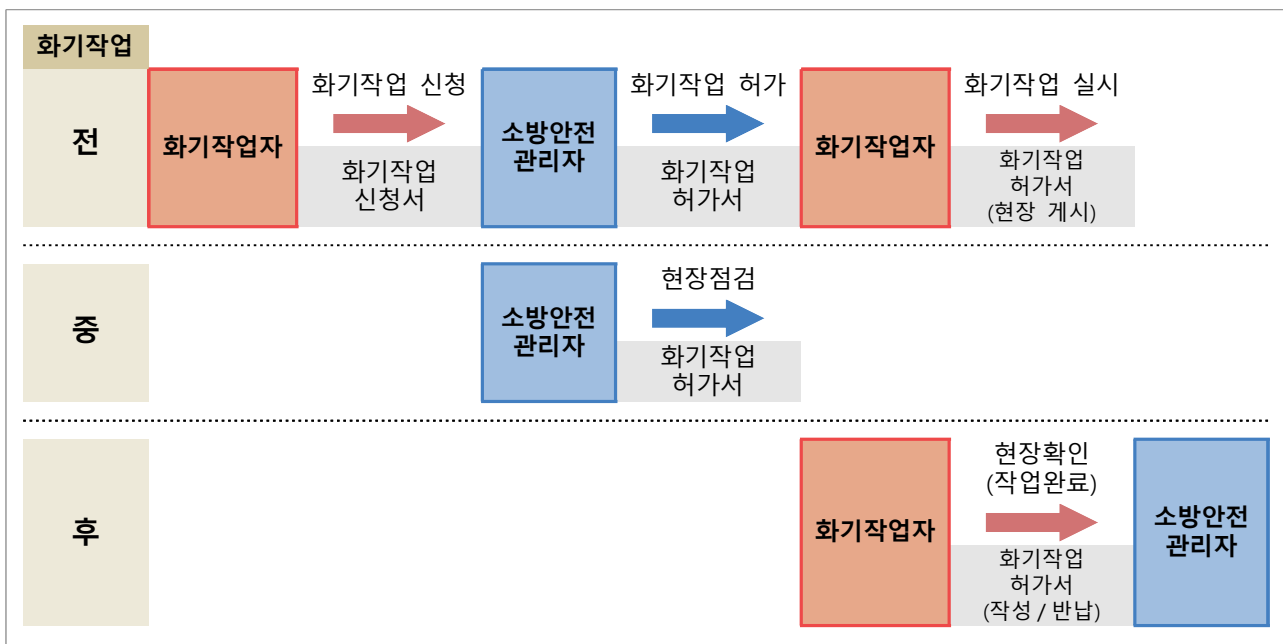 화기작업
전
화기작업자
화기작업 신청
화기작업
신청서
소방안전
관리자
화기작업 허가
화기작업
허가서
화기작업자
화기작업 실시
화기작업
허가서
(현장 게시)
중
소방안전
관리자
현장점검
화기작업
허가서
후
화기작업자
현장확인
(작업완료)
화기작업
허가서
(작성 / 반납)
소방안전
관리자